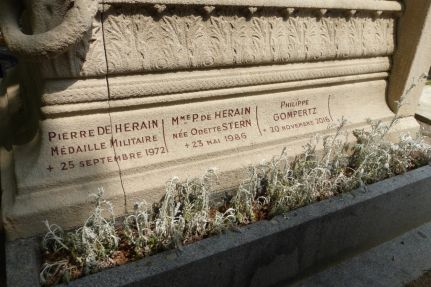 PIERRE DE HERAIN
MÉDAILLE MILITAIRE
+ 25 SEPTEMBRE 1972
MME P. DE HERAIN
NÉE ODETTE STERN
+ 23 MAI 1986
PHILIPPE
GOMPERTZ
+ 20 NOVEMBRE 2016